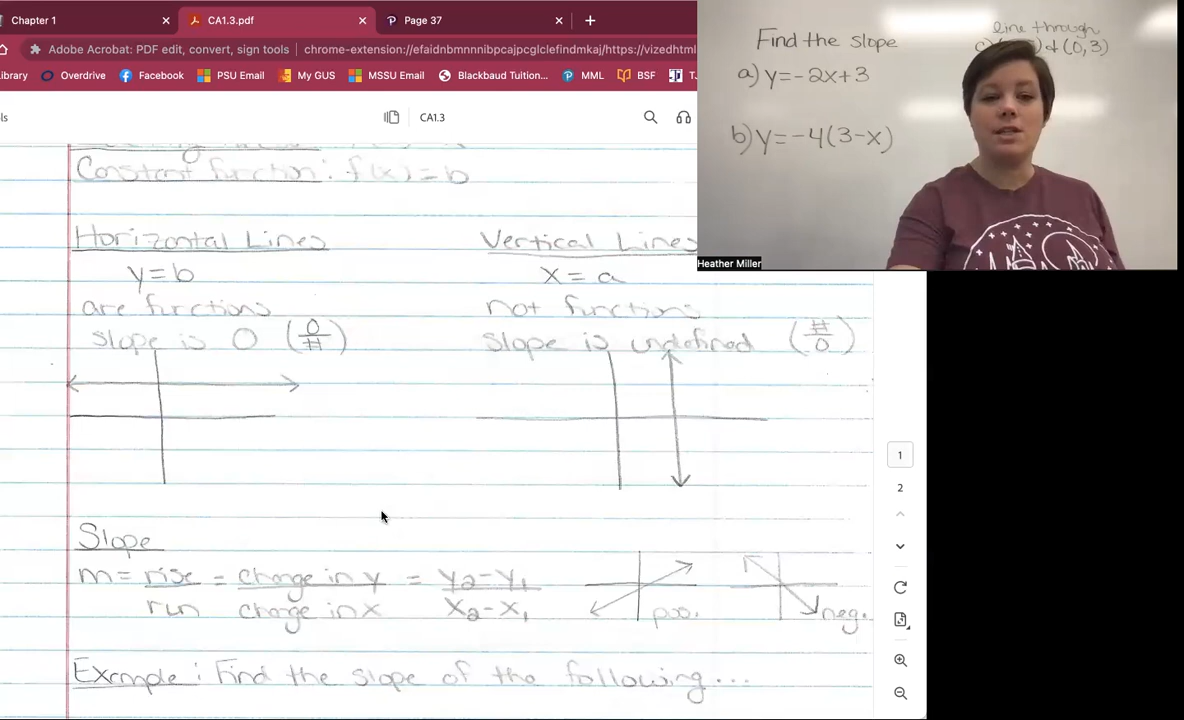 Chapter 1
CA1.3.pdf
Page 37
Adobe Acrobat: PDF edit, convert, sign tools
chrome-extension://efaidnbmnnnibpcajpcglclefindmkaj/https://vizedhtml
Library Overdrive Facebook PSU Email My GUS MSSU Email Blackbaud Tuition... MML BSF
CA1.3
Constant function: f(x) = b
Horizontal Lines
y = b
are functions
slope is 0 (0/#)
Vertical Lines
x = a
not functions
slope is undefined (#/0)
Slope
m = rise/run = change in y/change in x = y₂-y₁/x₂-x₁
pos.
neg.
Example: Find the slope of the following...
1
2
Find the slope
a) y=-2x+3
b) y=-4(3-x)
line through
c) & (0,3)
Heather Miller